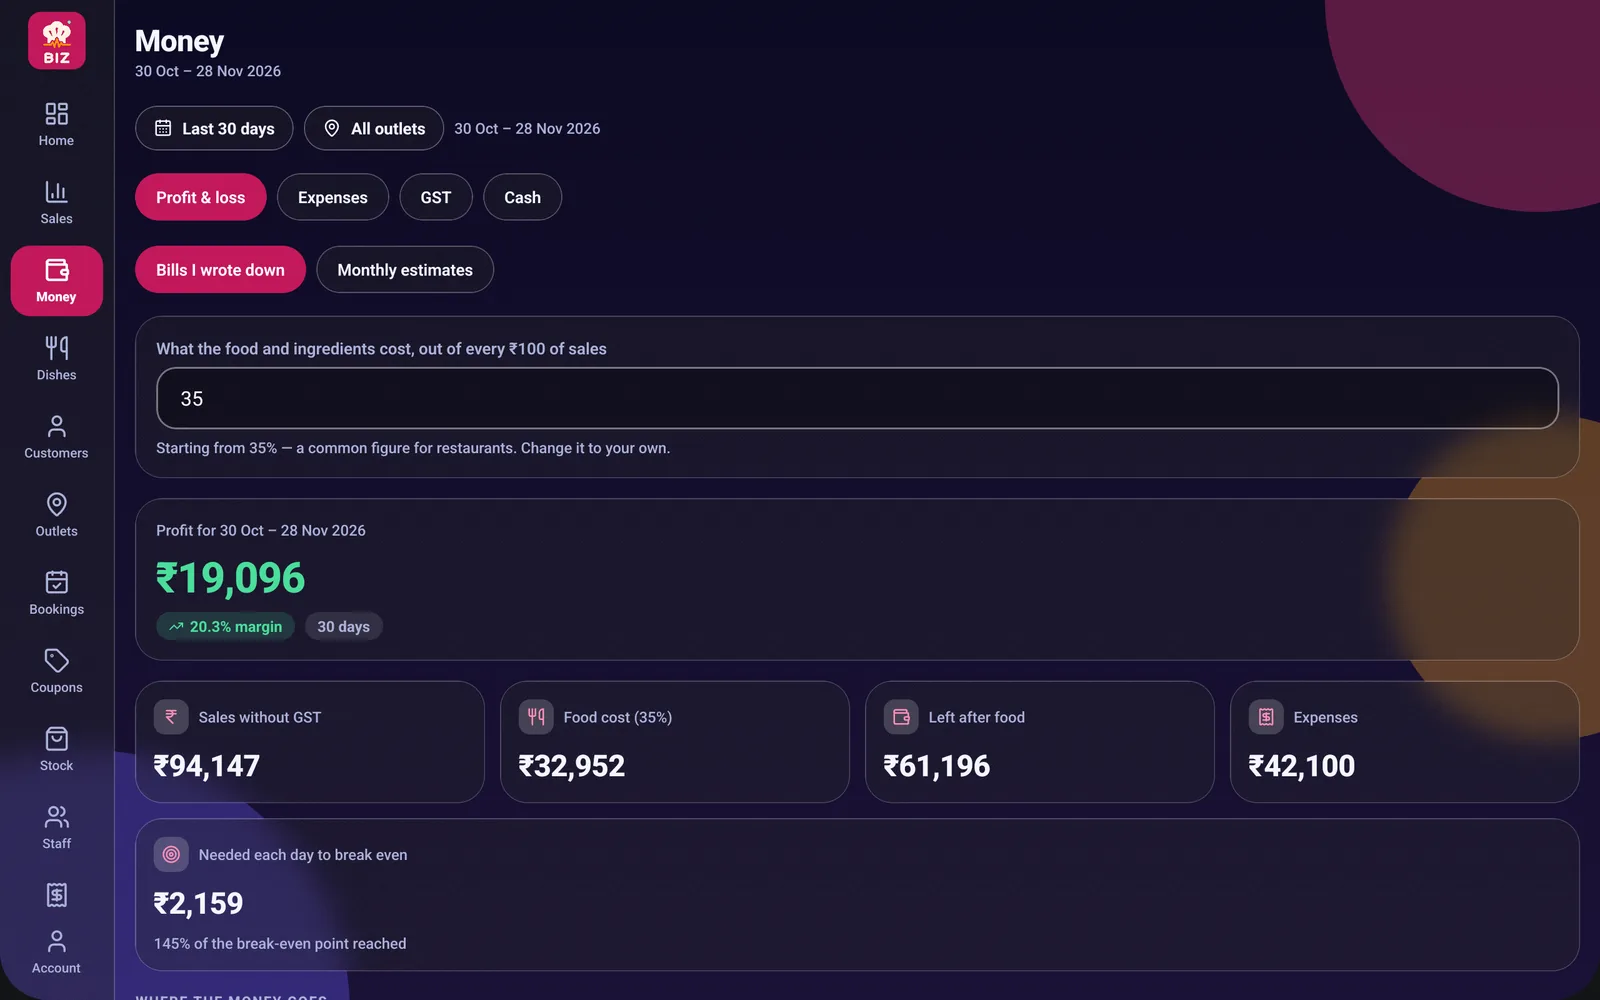 BIZ
Home
Sales
Money
Dishes
Customers
Outlets
Bookings
Coupons
Stock
Staff
Account
Money
30 Oct – 28 Nov 2026
Last 30 days
All outlets
30 Oct – 28 Nov 2026
Profit & loss
Expenses
GST
Cash
Bills I wrote down
Monthly estimates
What the food and ingredients cost, out of every ₹100 of sales
35
Starting from 35% — a common figure for restaurants. Change it to your own.
Profit for 30 Oct – 28 Nov 2026
₹19,096
20.3% margin
30 days
Sales without GST
₹94,147
Food cost (35%)
₹32,952
Left after food
₹61,196
Expenses
₹42,100
Needed each day to break even
₹2,159
145% of the break-even point reached
WHERE THE MONEY GOES